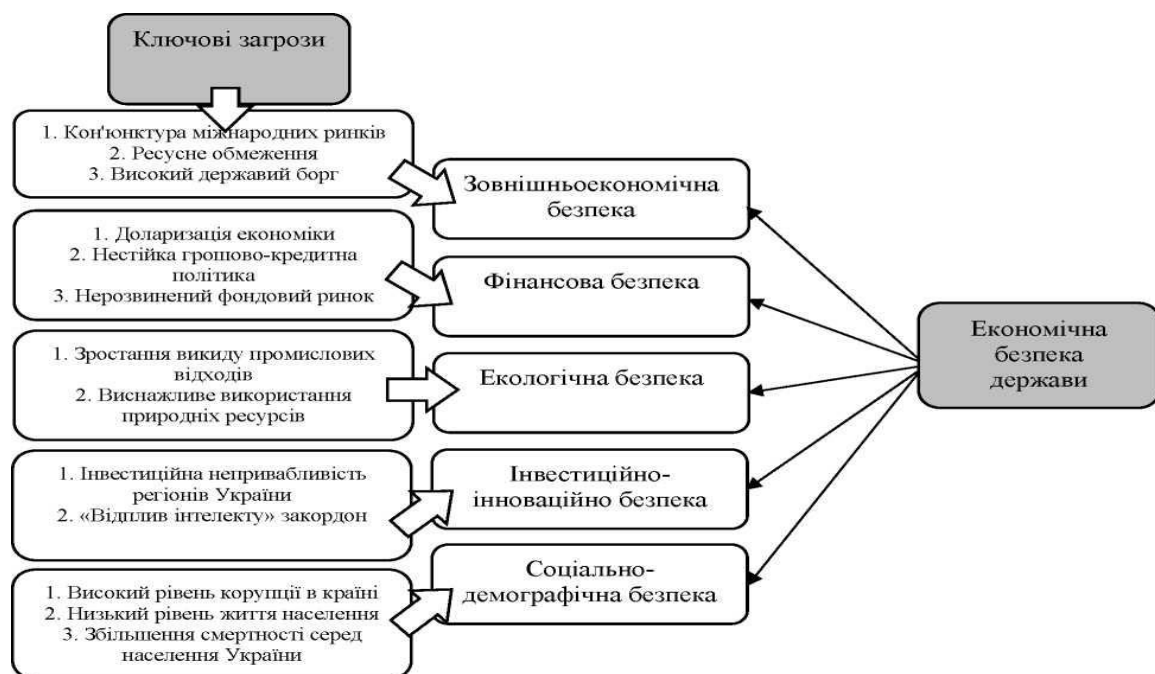 Ключові загрози
1. Кон'юнктура міжнародних ринків
2. Ресусне обмеження
3. Високий державий борг
Зовнішньоекономічна
безпека
1. Доларизація економіки
2. Нестійка грошово-кредитна
політика
3. Нерозвинений фондовий ринок
Фінансова безпека
1. Зростання викиду промислових
відходів
2. Виснажливе використання
природніх ресурсів
Екологічна безпека
Економічна
безпека
держави
1. Інвестиційна непривабливість
регіонів України
2. «Відплив інтелекту» закордон
Інвестиційно-
інноваційно безпека
1. Високий рівень корупції в країні
2. Низький рівень життя населення
3. Збільшення смертності серед
населення України
Соціально-
демографічна безпека